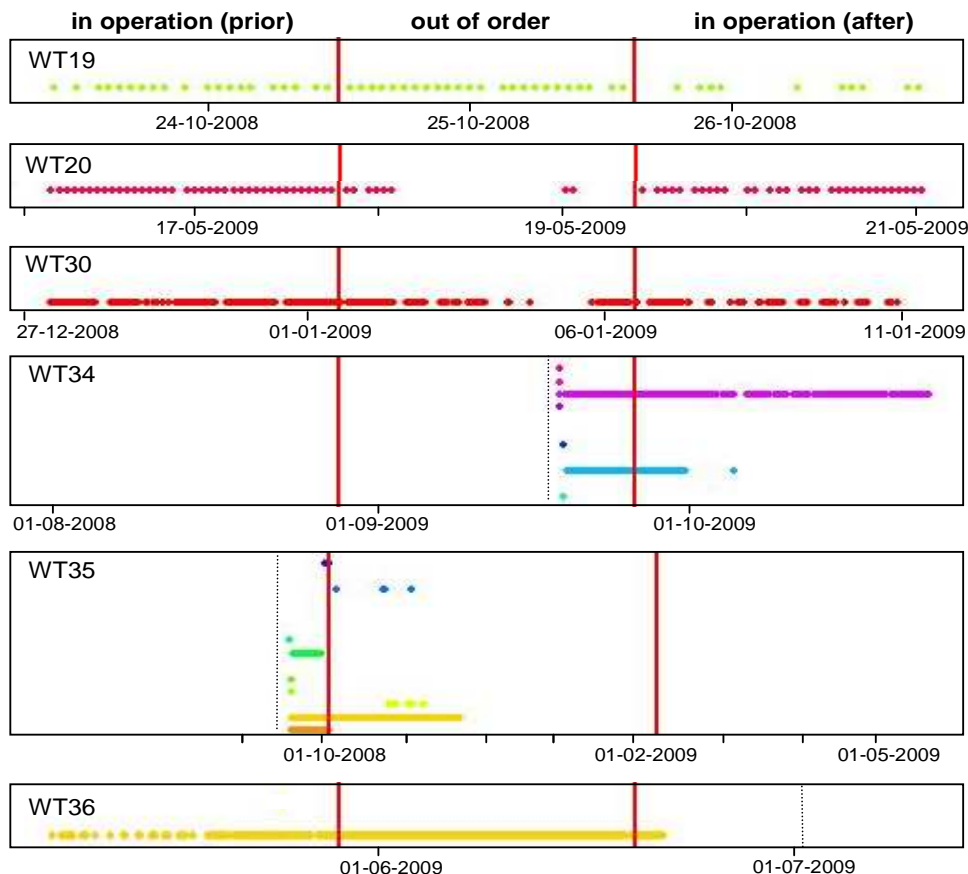 in operation (prior) out of order in operation (after)
WT19
24-10-2008 25-10-2008 26-10-2008
WT20
17-05-2009 19-05-2009 21-05-2009
WT30
27-12-2008 01-01-2009 06-01-2009 11-01-2009
WT34
01-08-2008 01-09-2009 01-10-2009
WT35
01-10-2008 01-02-2009 01-05-2009
WT36
01-06-2009 01-07-2009